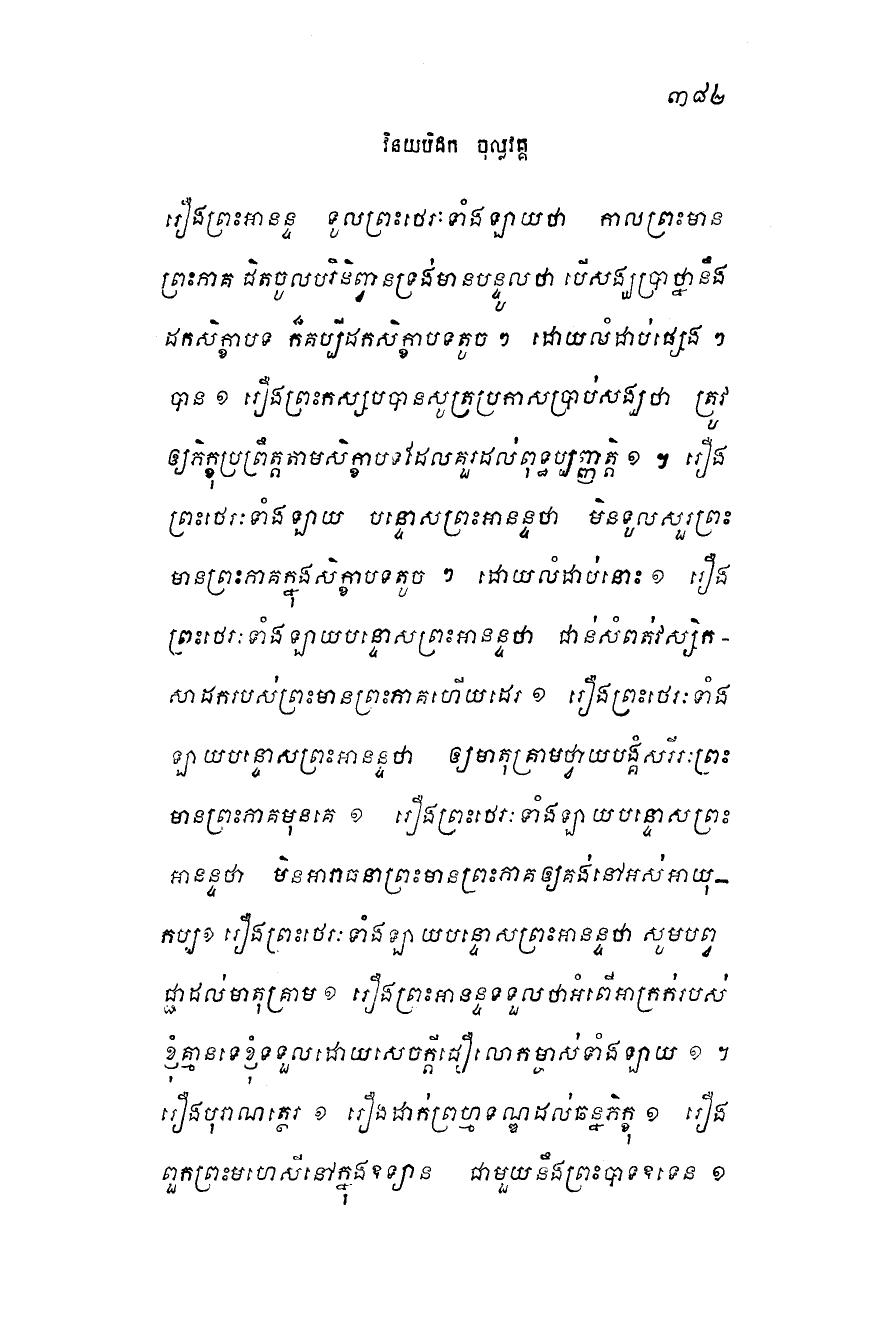 ៣៨៤
វិនយបិដក ចុល្លវគ្គ
រឿងព្រះអានន្ទ ទូលព្រះថេរៈទាំងឡាយថា កាលព្រះមាន
ព្រះភាគ ជិតចូលបរិនិព្វានទ្រង់មានបន្ទូលថា បើសង្ឃប្រាថ្នានឹង
ដកសិក្ខាបទ ក៏គប្បីដកសិក្ខាបទតូច ៗ ដោយលំដាប់ផ្សេង ៗ
បាន ១ រឿងព្រះកស្សបបានសូត្រប្រកាសប្រាប់សង្ឃថា ត្រូវ
ឲ្យភិក្ខុប្រព្រឹត្តតាមសិក្ខាបទដែលគួរដល់ពុទ្ធប្បញ្ញត្តិ ១ ។ រឿង
ព្រះថេរៈទាំងឡាយ បន្ទោសព្រះអានន្ទថា មិនទូលសួរព្រះ
មានព្រះភាគក្នុងសិក្ខាបទតូច ៗ ដោយលំដាប់នោះ ១ រឿង
ព្រះថេរៈទាំងឡាយបន្ទោសព្រះអានន្ទថា ជាន់សំពត់វស្សិក-
សាដករបស់ព្រះមានព្រះភាគហើយដេរ ១ រឿងព្រះថេរៈទាំង
ឡាយបន្ទោសព្រះអានន្ទថា ឲ្យមាតុគ្រាមថ្វាយបង្គំសរីរៈព្រះ
មានព្រះភាគមុនគេ ១ រឿងព្រះថេរៈទាំងឡាយបន្ទោសព្រះ
អានន្ទថា មិនអារាធនាព្រះមានព្រះភាគឲ្យគង់នៅអស់អាយុ-
កប្ប១ រឿងព្រះថេរៈទាំងឡាយបន្ទោសព្រះអានន្ទថា សូមបព្វ
ជ្ជាដល់មាតុគ្រាម ១ រឿងព្រះអានន្ទទទួលថាអំពើអាក្រក់របស់
ខ្ញុំគ្មានទេខ្ញុំទទួលដោយសេចក្តីជឿលោកម្ចាស់ទាំងឡាយ ១ ។
រឿងបុរាណត្ថេរ ១ រឿងដាក់ព្រហ្មទណ្ឌដល់ឆន្នភិក្ខុ ១ រឿង
ពួកព្រះមហេសីនៅក្នុងឧទ្យាន ជាមួយនឹងព្រះបាទឧទេន ១